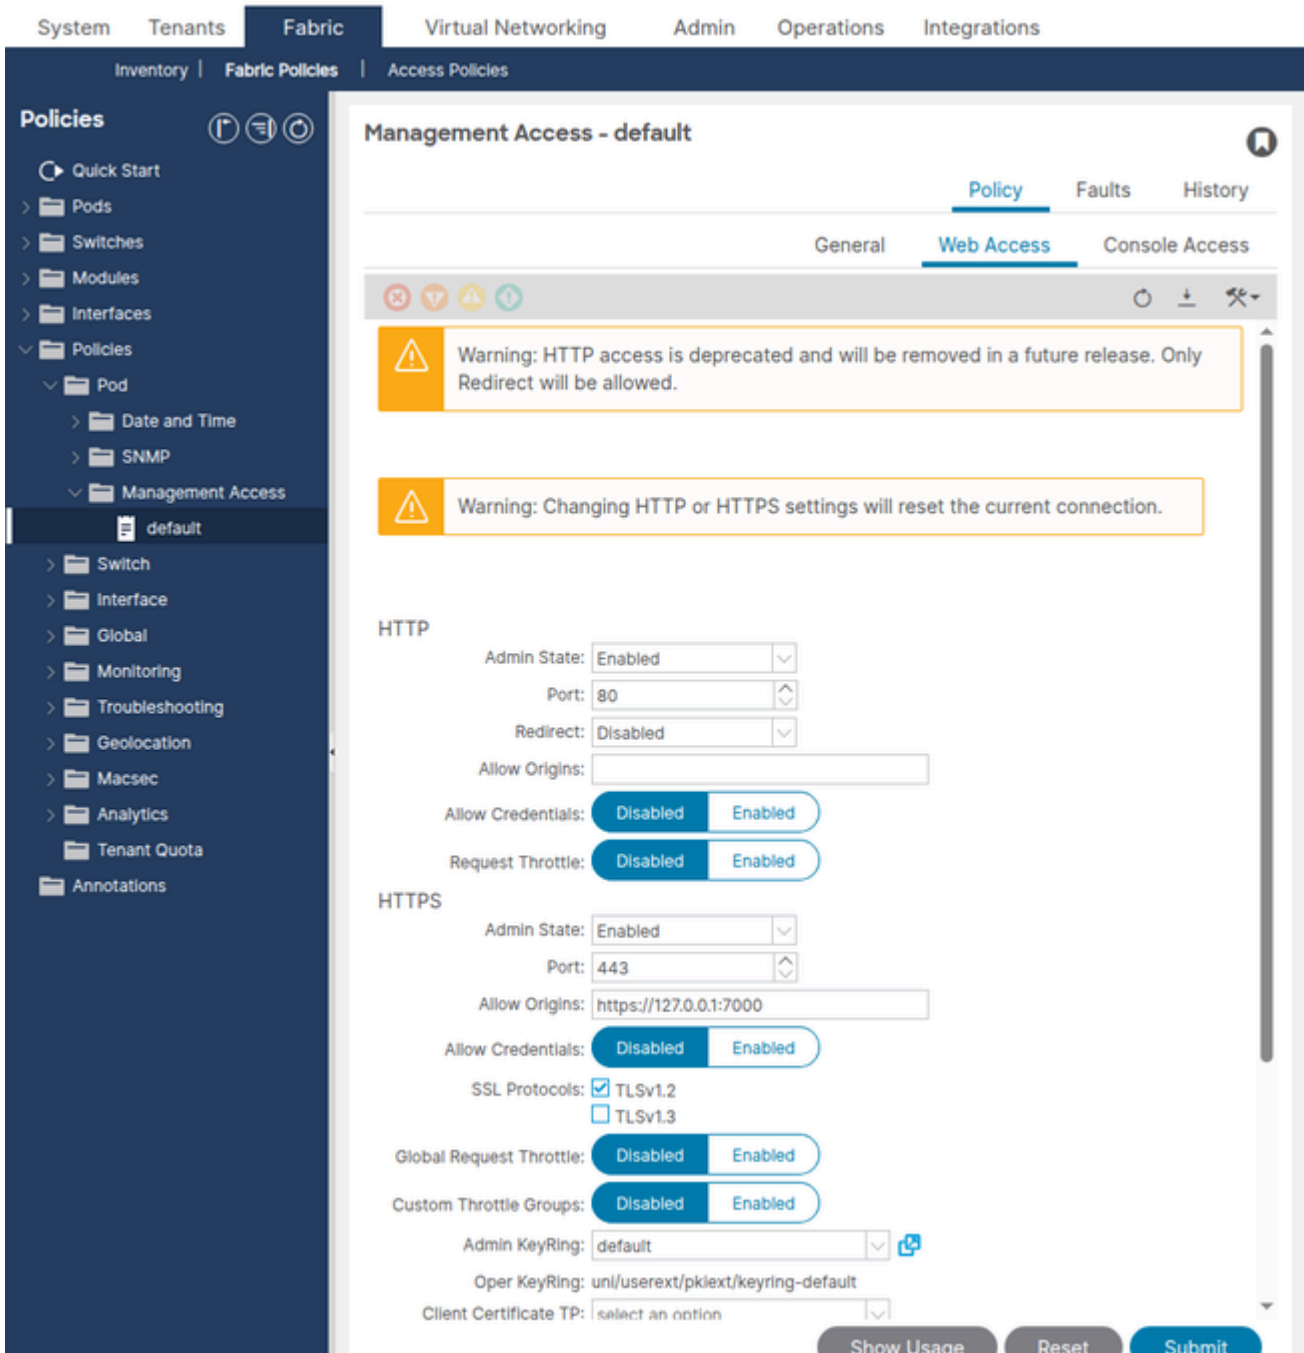 System Tenants Fabric Virtual Networking Admin Operations Integrations
Inventory | Fabric Policies | Access Policies
Policies
Quick Start
Pods
Switches
Modules
Interfaces
Policies
Pod
Date and Time
SNMP
Management Access
default
Switch
Interface
Global
Monitoring
Troubleshooting
Geolocation
Macsec
Analytics
Tenant Quota
Annotations
Management Access - default
Policy Faults History
General Web Access Console Access
Warning: HTTP access is deprecated and will be removed in a future release. Only
Redirect will be allowed.
Warning: Changing HTTP or HTTPS settings will reset the current connection.
HTTP
Admin State: Enabled
Port: 80
Redirect: Disabled
Allow Origins:
Allow Credentials: Disabled Enabled
Request Throttle: Disabled Enabled
HTTPS
Admin State: Enabled
Port: 443
Allow Origins: https://127.0.0.1:7000
Allow Credentials: Disabled Enabled
SSL Protocols: TLSv1.2
TLSv1.3
Global Request Throttle: Disabled Enabled
Custom Throttle Groups: Disabled Enabled
Admin KeyRing: default
Oper KeyRing: uni/userext/pkiext/keyring-default
Client Certificate TP: select an option
Show Usage Reset Submit